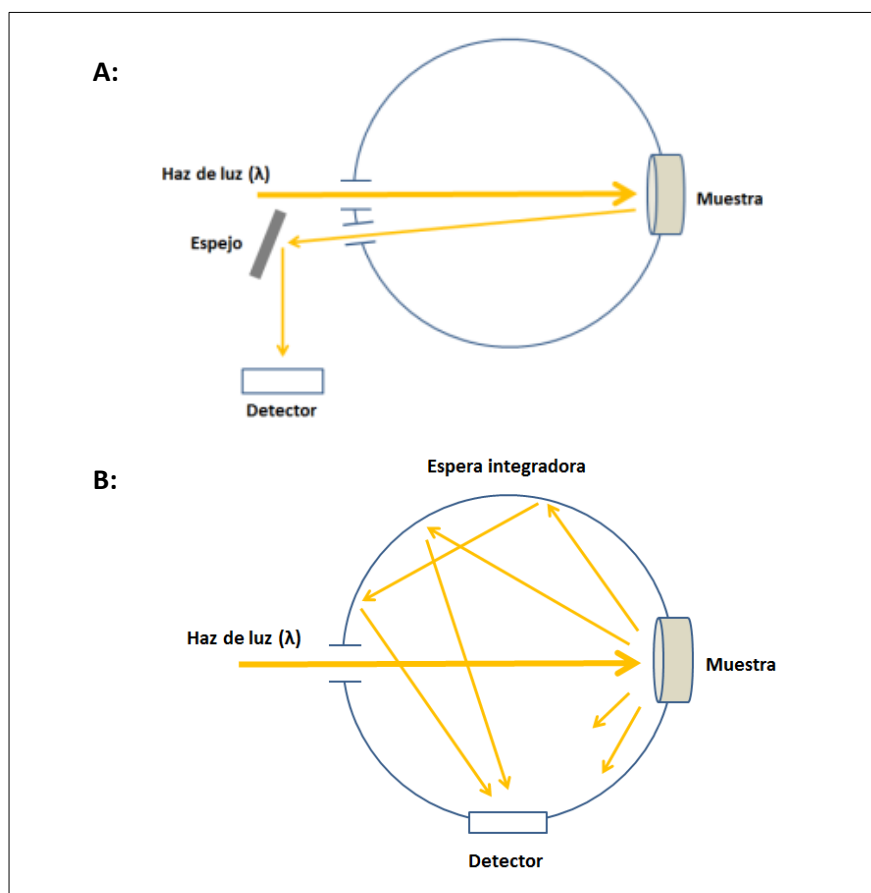 A:
Haz de luz (λ)
Muestra
Espejo
Detector
Espera integradora
B:
Haz de luz (λ)
Muestra
Detector